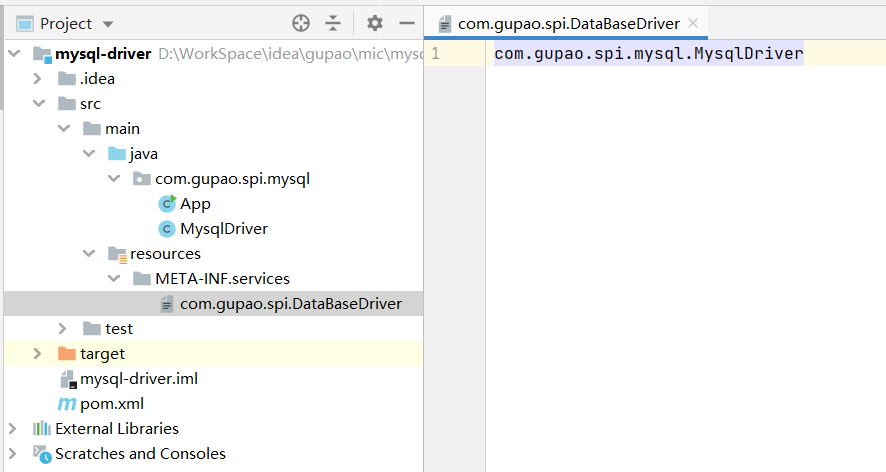 Project
mysql-driver D:\WorkSpace\idea\gupao\mic\mysq
.idea
src
main
java
com.gupao.spi.mysql
App
MysqlDriver
resources
META-INF.services
com.gupao.spi.DataBaseDriver
test
target
mysql-driver.iml
pom.xml
External Libraries
Scratches and Consoles
com.gupao.spi.DataBaseDriver
1 com.gupao.spi.mysql.MysqlDriver